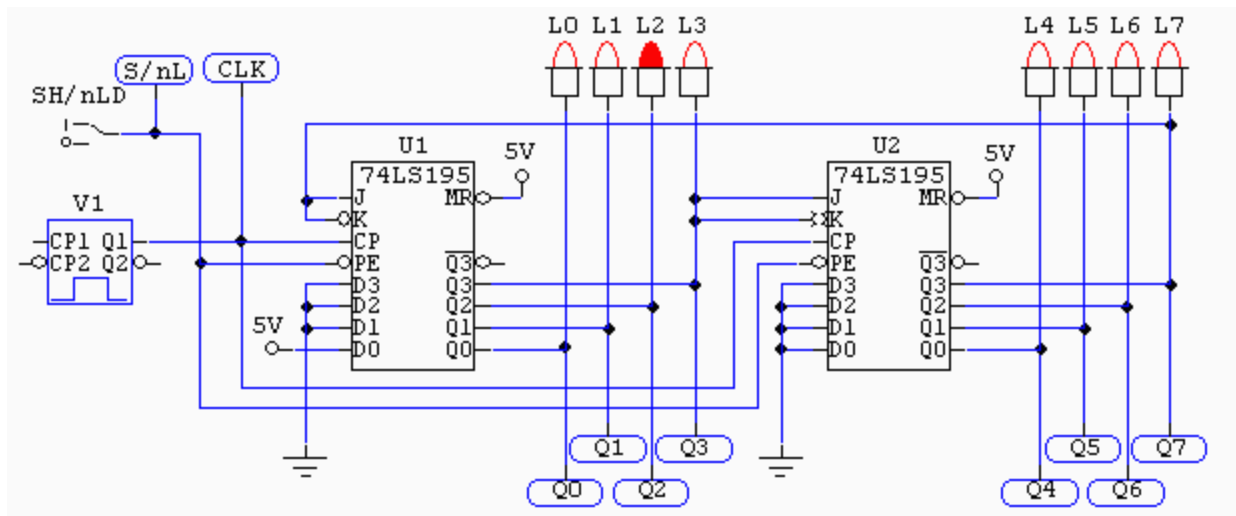 L0 L1 L2 L3 L4 L5 L6 L7
S/nL CLK
SH/nLD
U1 U2
5V 5V
74LS195 74LS195
J MR J MR
K K
V1
CP1 Q1 CP CP
CP2 Q2 PE Q3 PE Q3
D3 Q3 D3 Q3
D2 Q2 D2 Q2
5V D1 Q1 D1 Q1
D0 Q0 D0 Q0
Q1 Q3 Q5 Q7
Q0 Q2 Q4 Q6